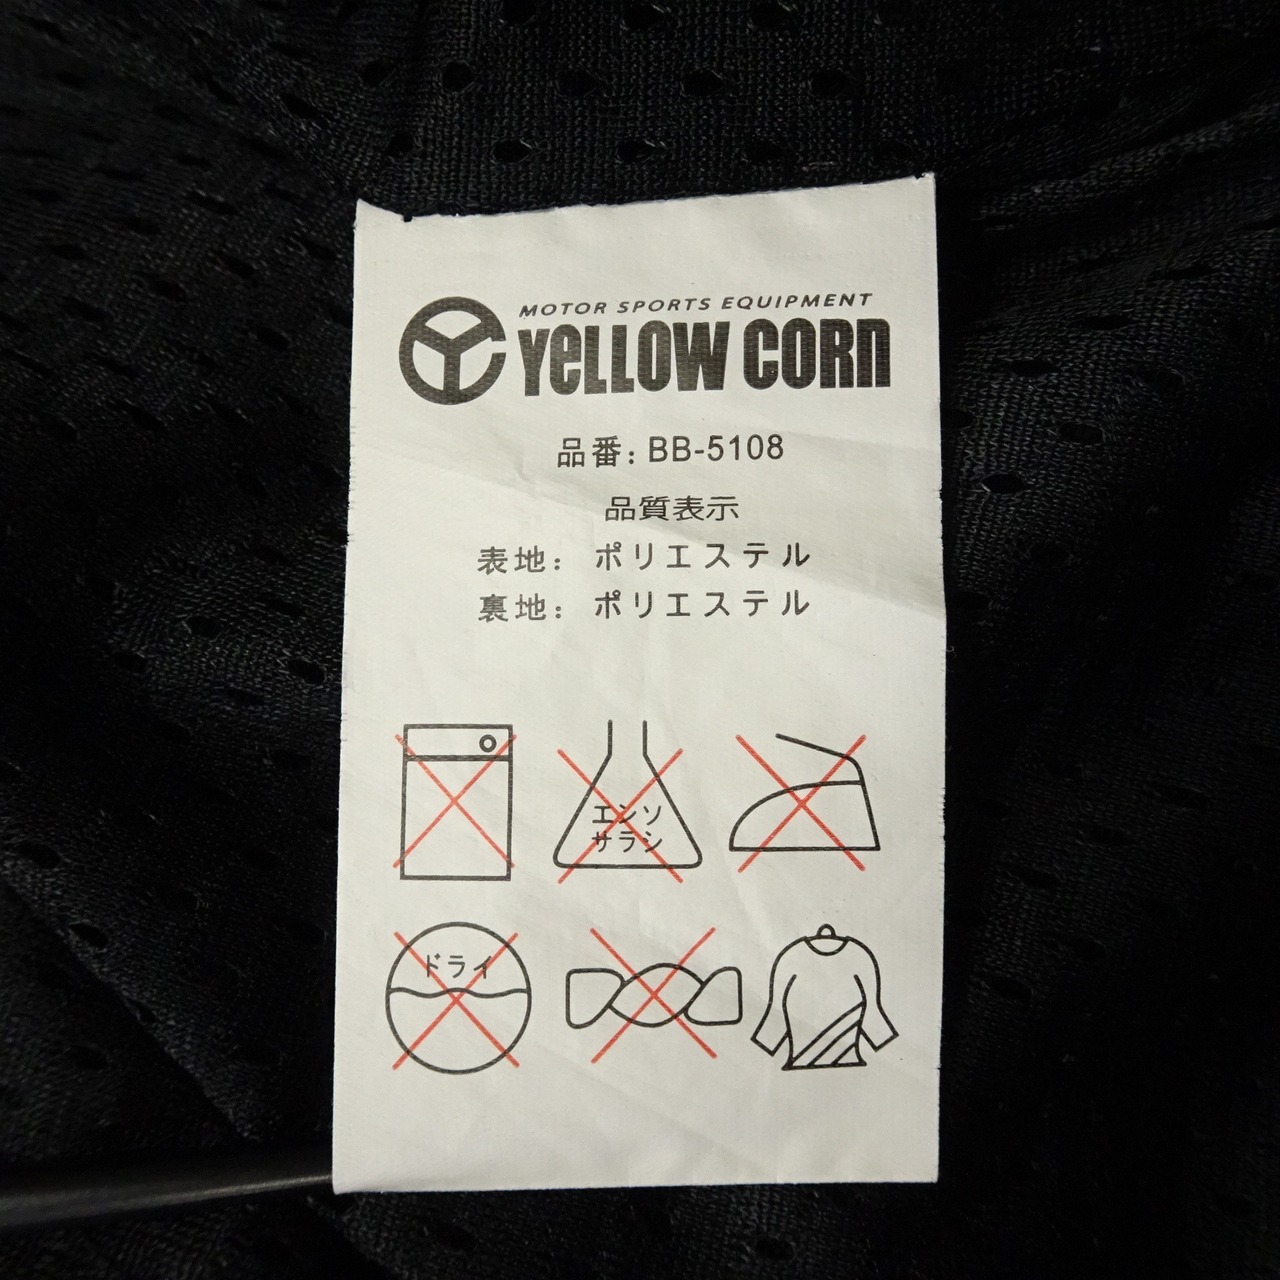 MOTOR SPORTS EQUIPMENT
YELLOW CORN
品番: BB-5108
品質表示
表地: ポリエステル
裏地: ポリエステル
エンソ
サラシ
ドライ